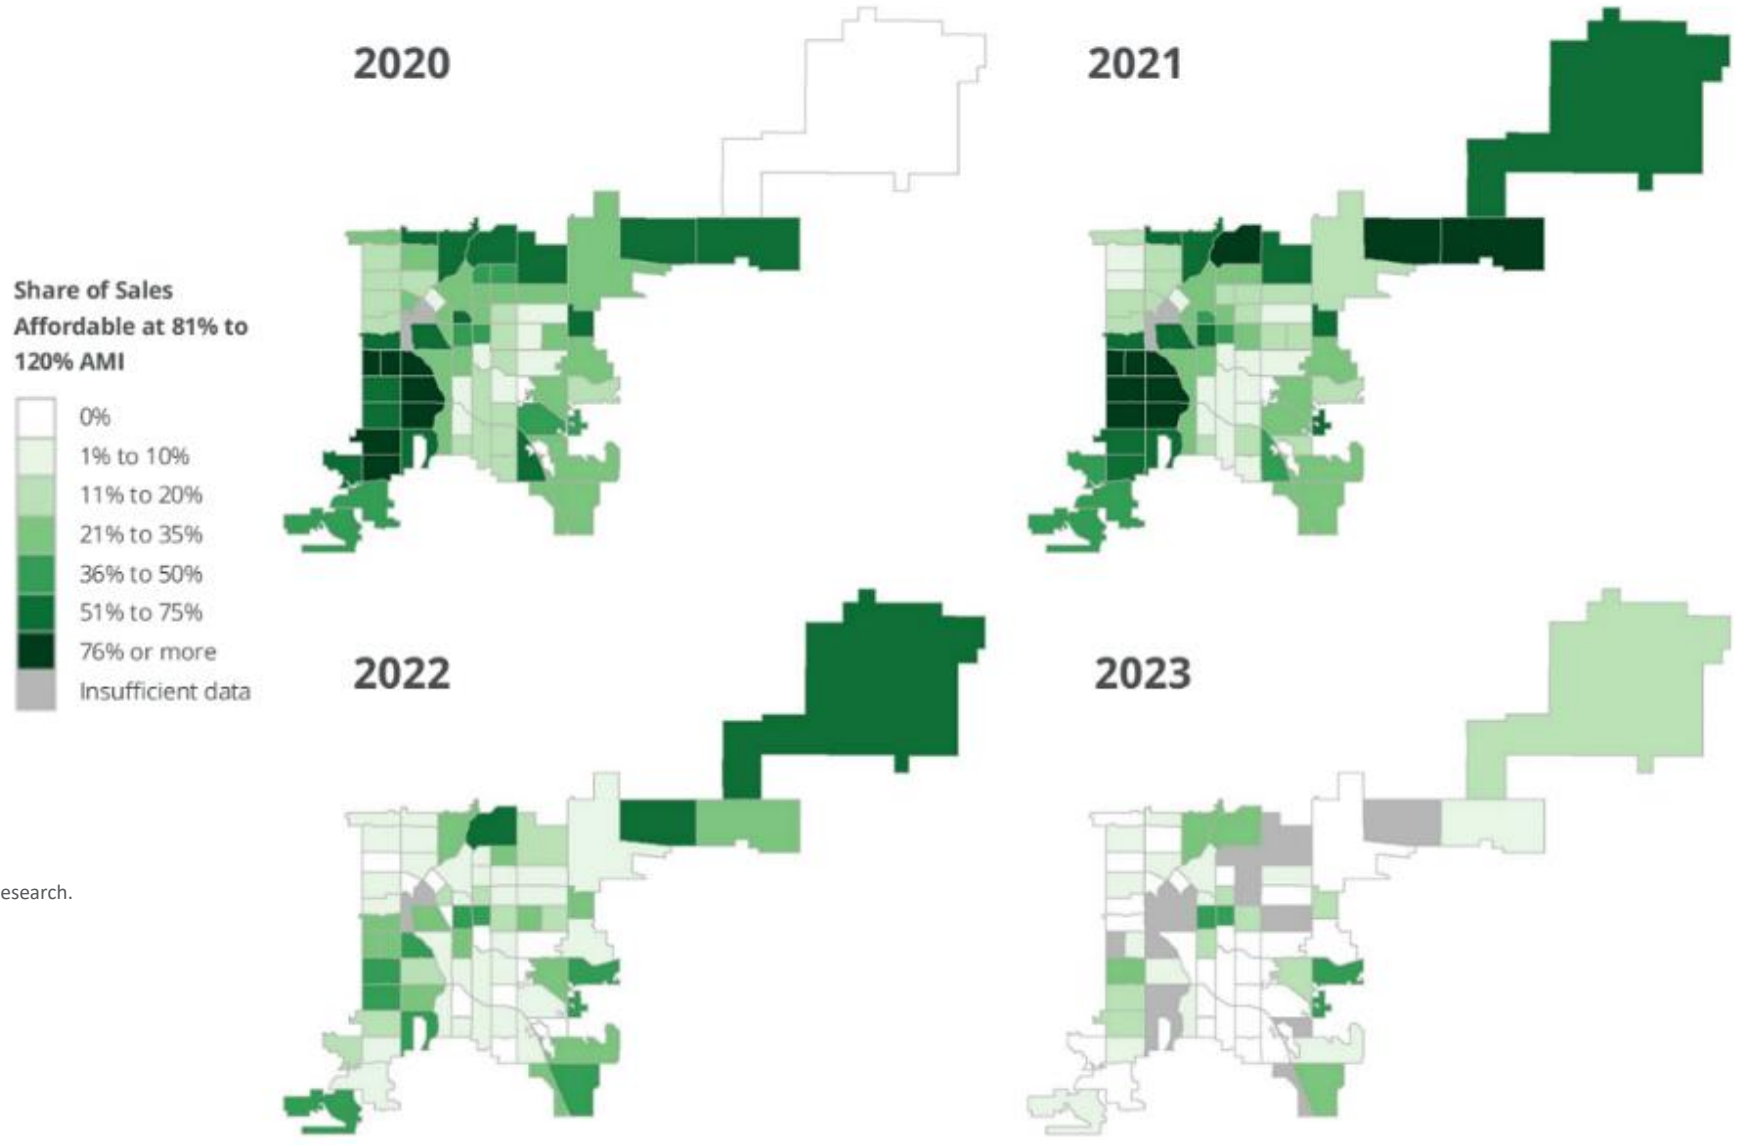 2020
2021
Share of Sales
Affordable at 81% to
120% AMI
0%
1% to 10%
11% to 20%
21% to 35%
36% to 50%
51% to 75%
76% or more
Insufficient data
2022
2023
esearch.